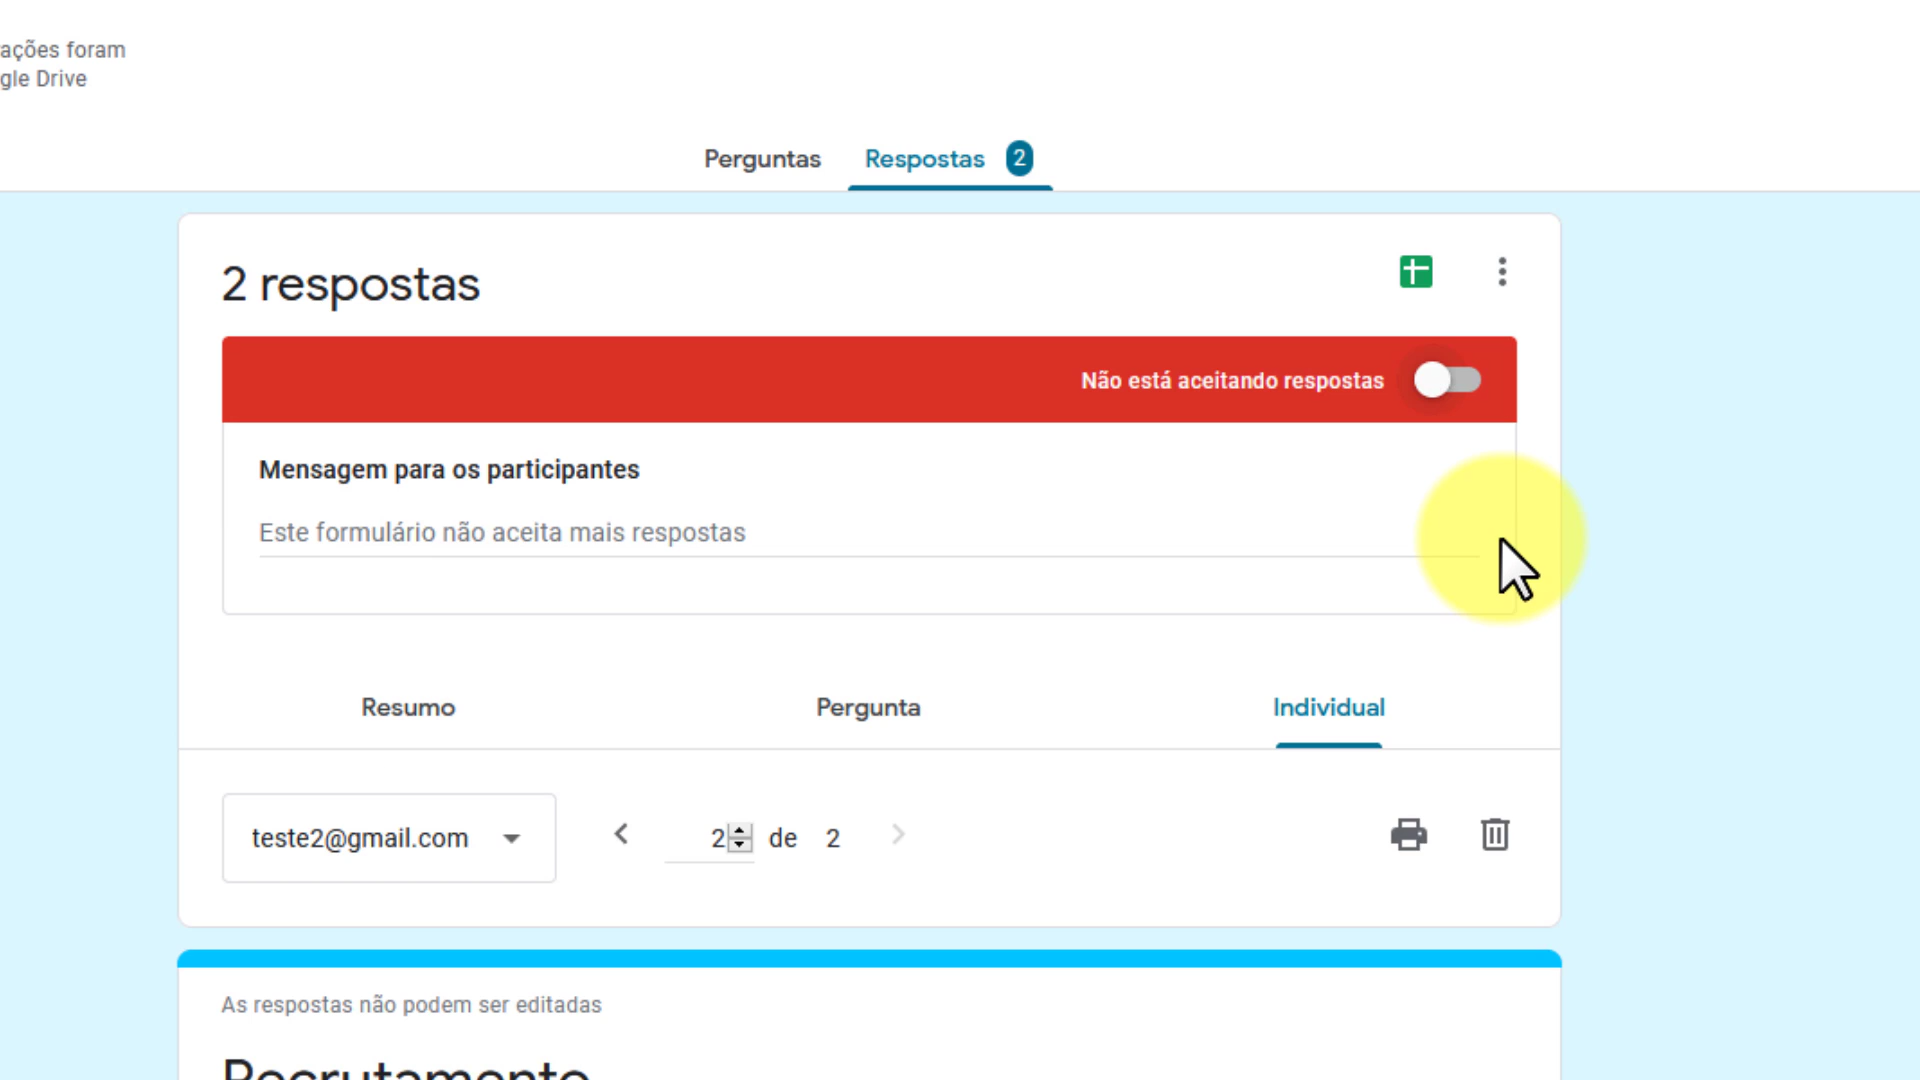 ações foram
gle Drive
Perguntas Respostas 2
2 respostas
Não está aceitando respostas
Mensagem para os participantes
Este formulário não aceita mais respostas
Resumo Pergunta Individual
teste2@gmail.com 2 de 2
As respostas não podem ser editadas
Recrutamento